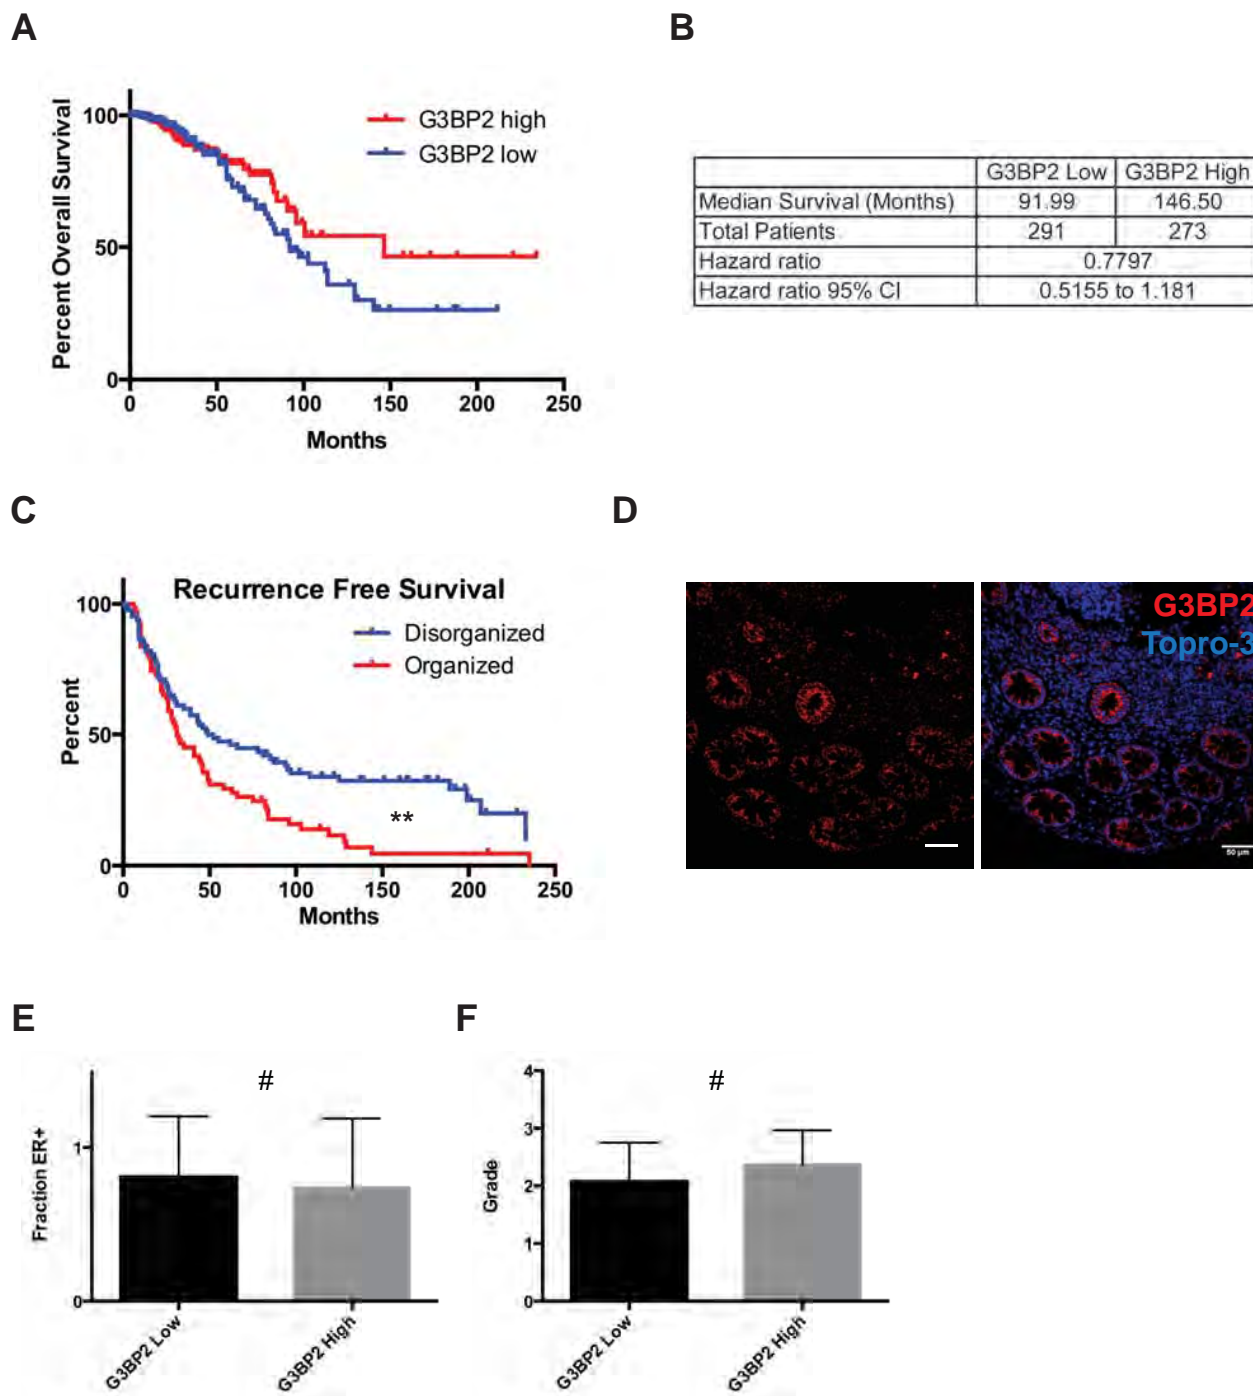 A
Percent Overall Survival
100
50
0
0 50 100 150 200 250
Months
G3BP2 high
G3BP2 low
B
G3BP2 Low G3BP2 High
Median Survival (Months) 91.99 146.50
Total Patients 291 273
Hazard ratio 0.7797
Hazard ratio 95% CI 0.5155 to 1.181
C
Recurrence Free Survival
Percent
100
50
0
0 50 100 150 200 250
Months
Disorganized
Organized
**
D
G3BP2
Topro-3
50 µm
E
Fraction ER+
1
0
#
G3BP2 Low
G3BP2 High
F
Grade
4
3
2
1
0
#
G3BP2 Low
G3BP2 High